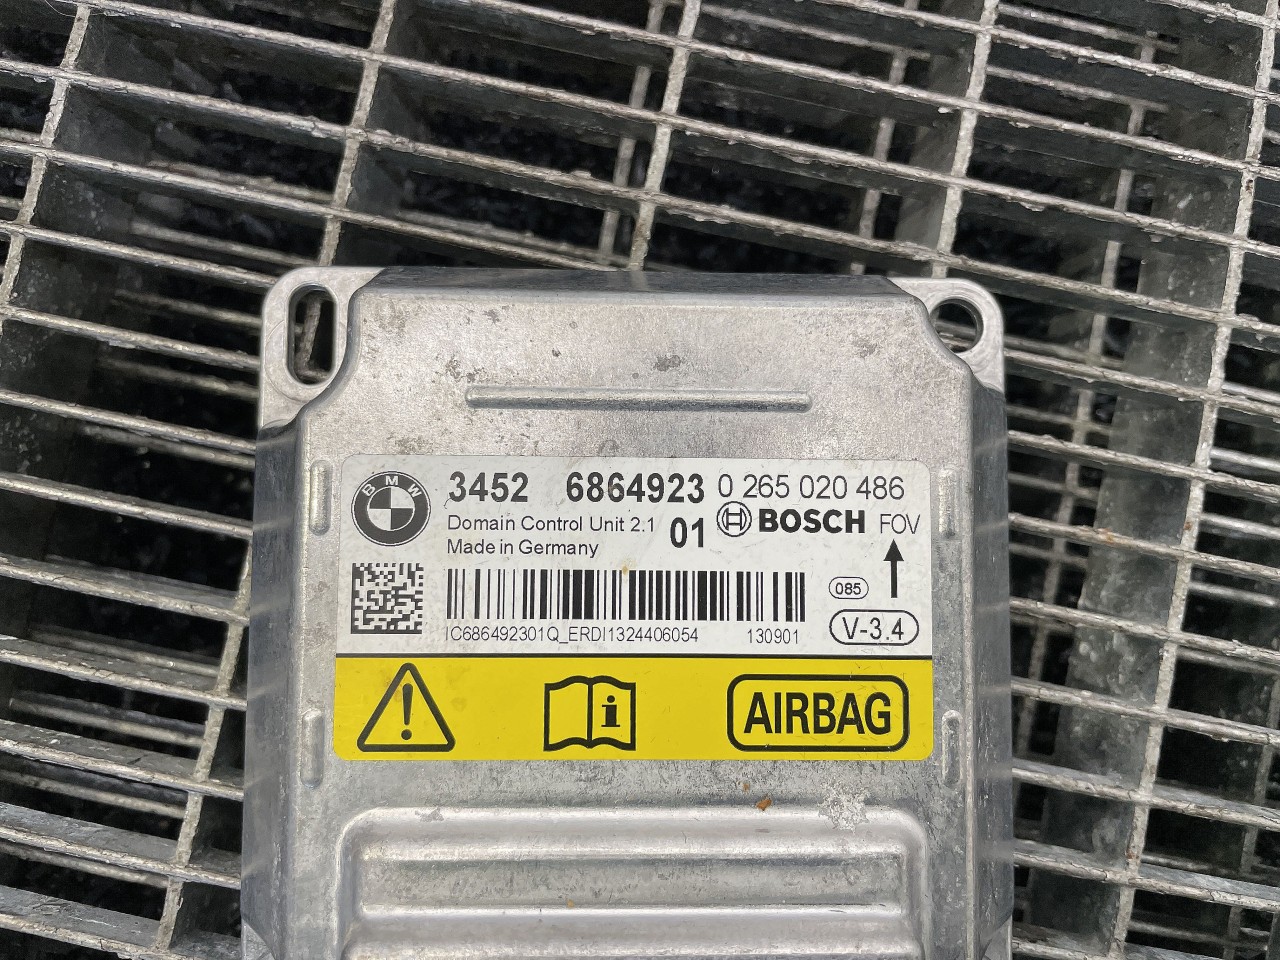 BMW
3452 6864923 0 265 020 486
Domain Control Unit 2.1 01 BOSCH FOV
Made in Germany
085
IC686492301Q_ERDI1324406054 130901
V-3.4
AIRBAG